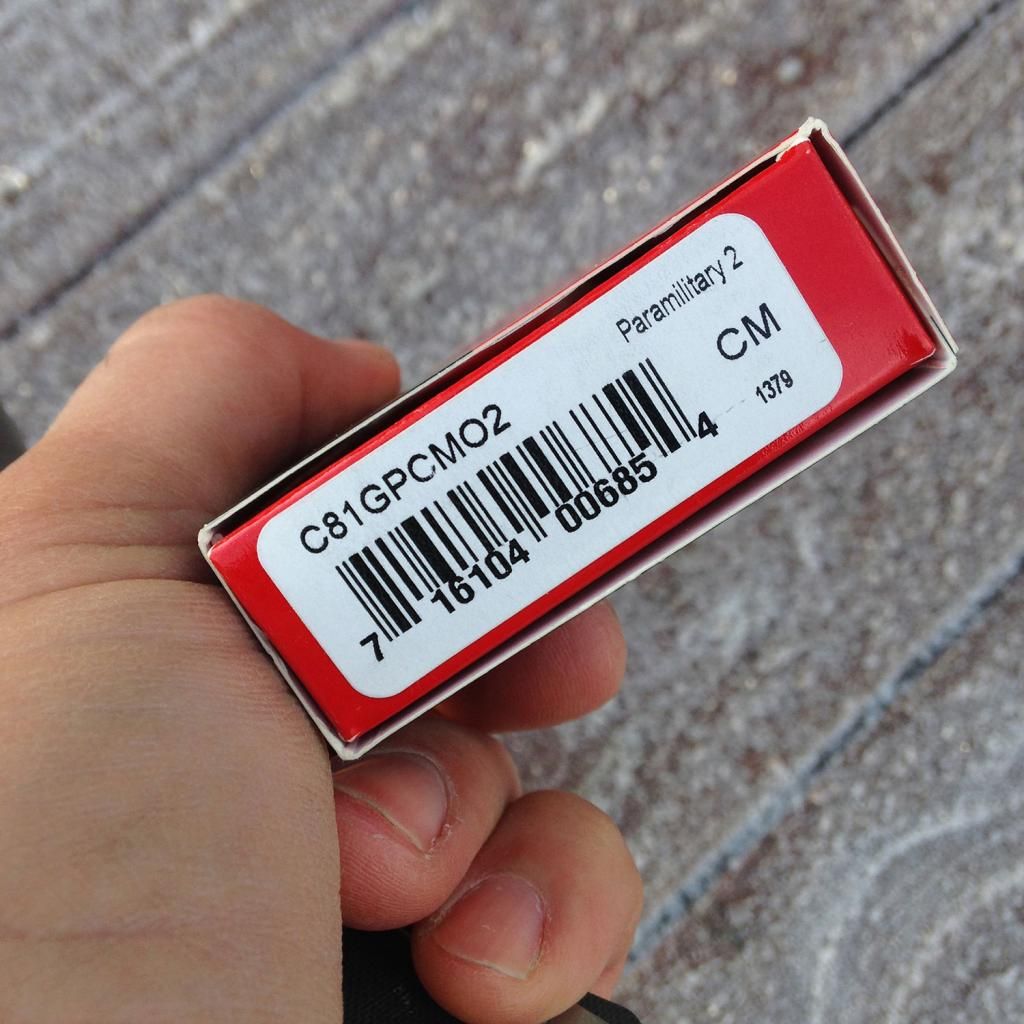 Paramilitary 2
C81GPCMO2
CM
1379
7 16104 00685 4